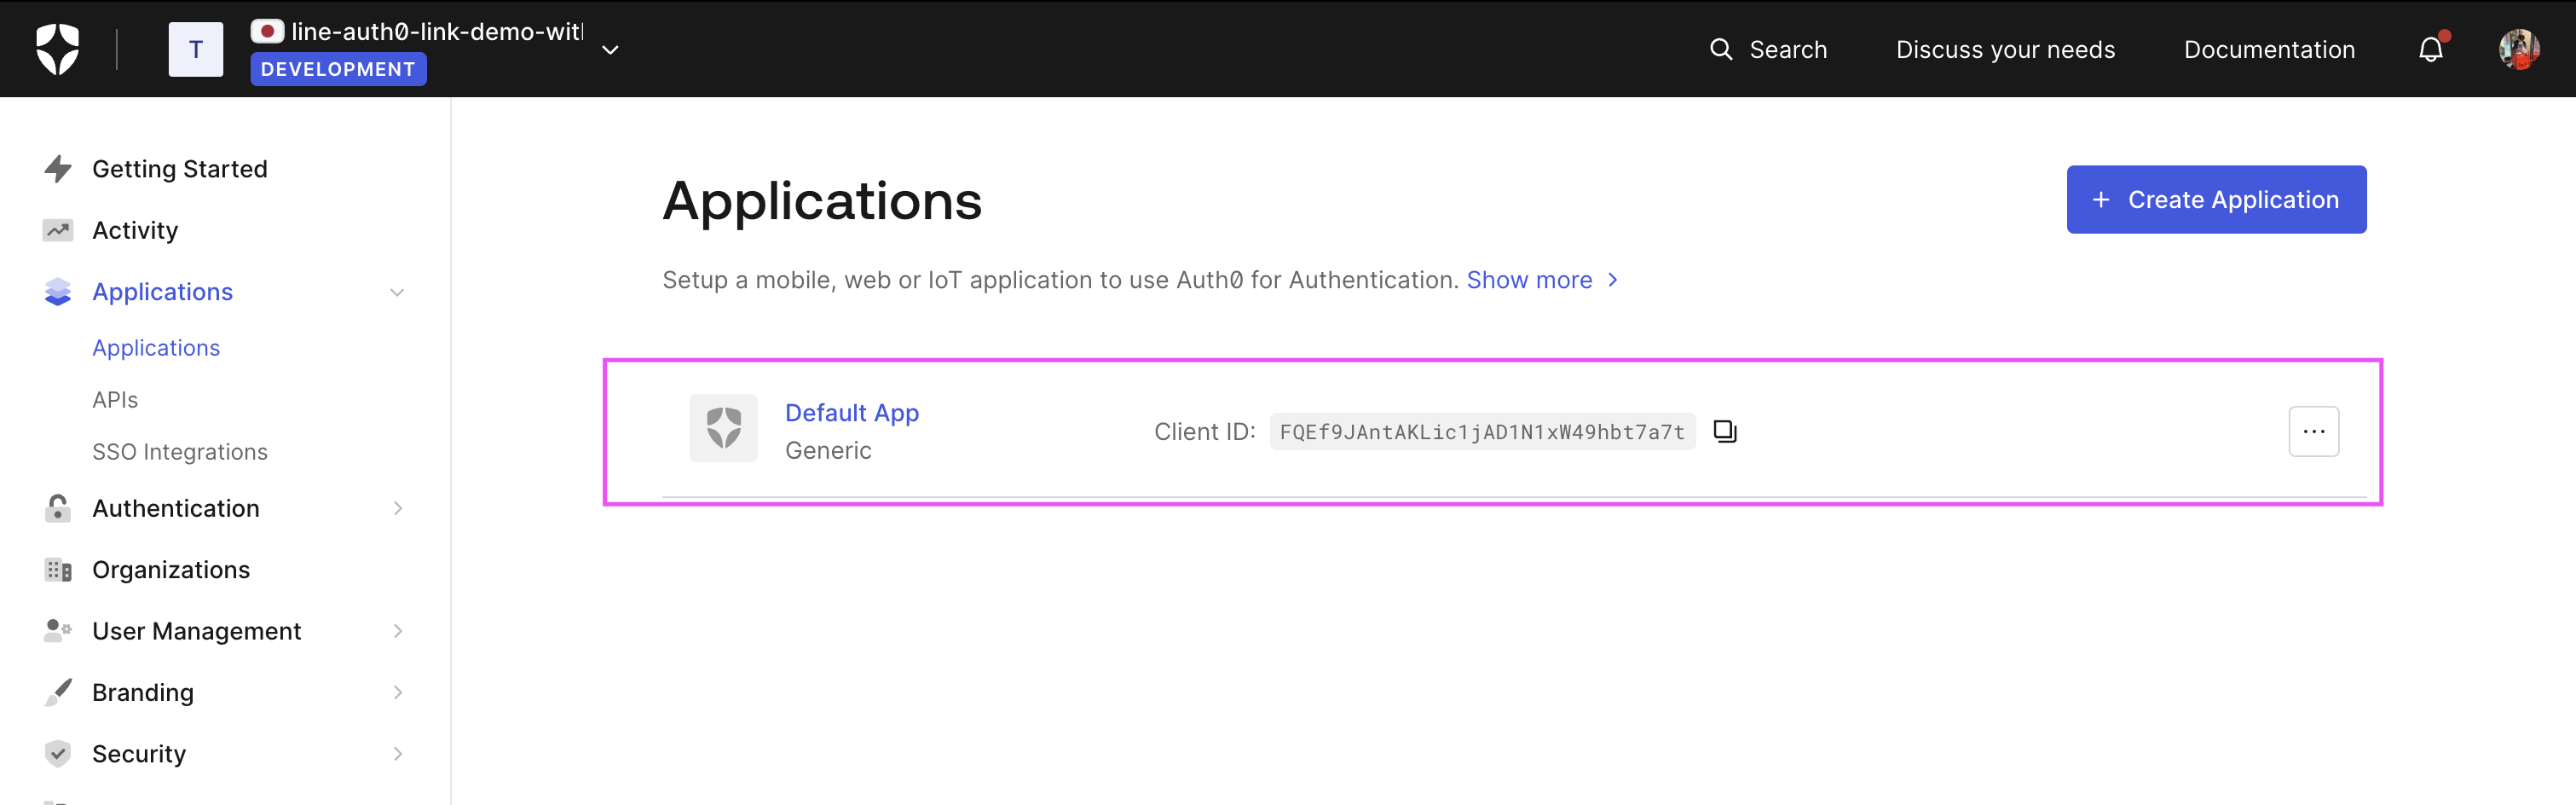 T
line-auth0-link-demo-witl
DEVELOPMENT
Search
Discuss your needs
Documentation
Getting Started
Activity
Applications
Applications
APIs
SSO Integrations
Authentication
Organizations
User Management
Branding
Security
Applications
+ Create Application
Setup a mobile, web or IoT application to use Auth0 for Authentication. Show more
Default App
Generic
Client ID: FQEf9JAntAKLic1jAD1N1xW49hbt7a7t